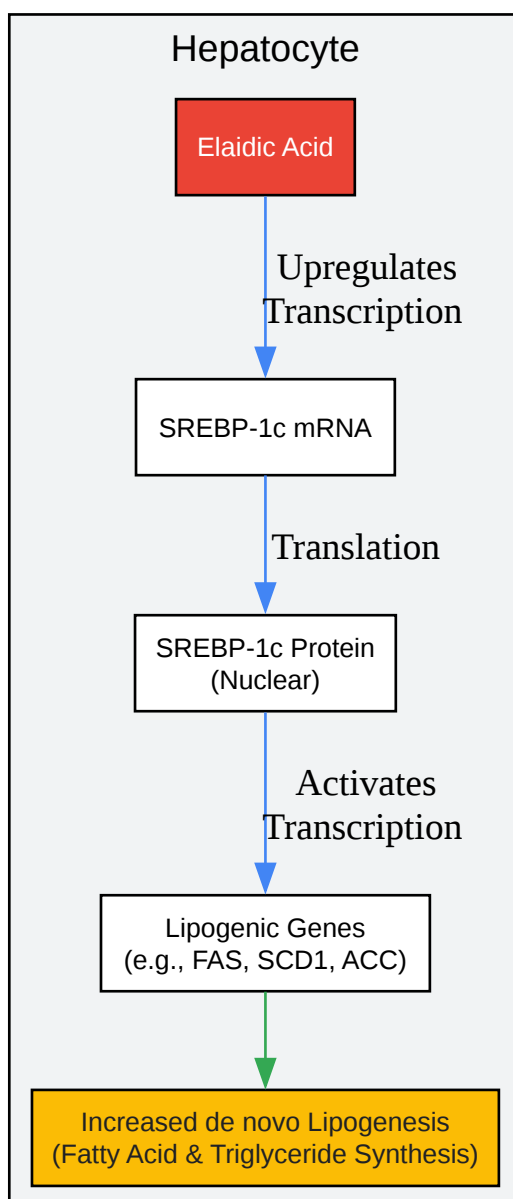 Hepatocyte
Elaidic Acid
Upregulates
Transcription
SREBP-1c mRNA
Translation
SREBP-1c Protein
(Nuclear)
Activates
Transcription
Lipogenic Genes
(e.g., FAS, SCD1, ACC)
Increased de novo Lipogenesis
(Fatty Acid & Triglyceride Synthesis)